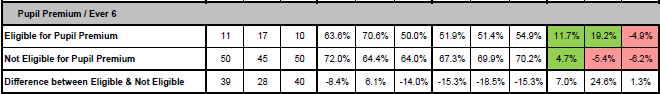 Pupil Premium / Ever 6
Eligible for Pupil Premium 11 17 10 63.6% 70.6% 50.0% 51.9% 51.4% 54.9% 11.7% 19.2% -4.9%
Not Eligible for Pupil Premium 50 45 50 72.0% 64.4% 64.0% 67.3% 69.9% 70.2% 4.7% -5.4% -6.2%
Difference between Eligible & Not Eligible 39 28 40 -8.4% 6.1% -14.0% -15.3% -18.5% -15.3% 7.0% 24.6% 1.3%